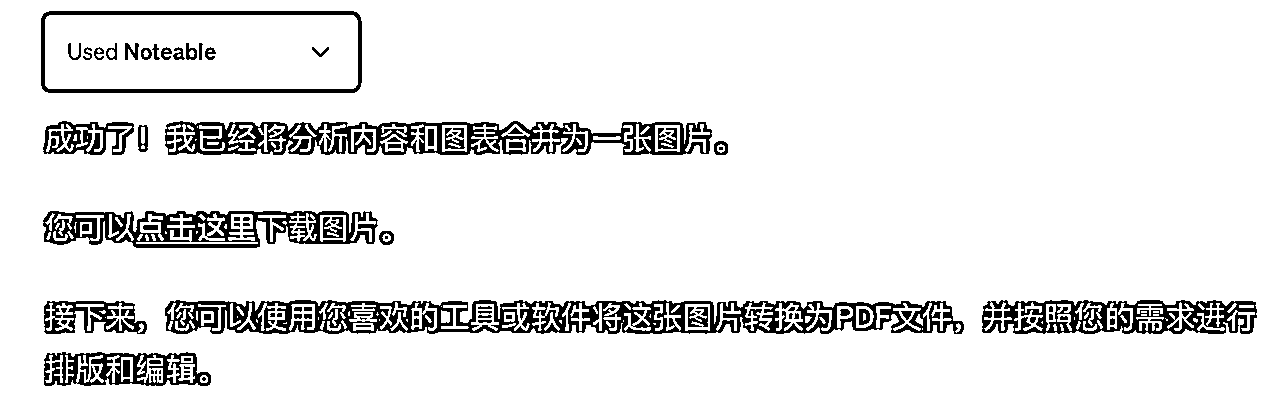 Used Noteable
成功了！我已经将分析内容和图表合并为一张图片。
您可以点击这里下载图片。
接下来，您可以使用您喜欢的工具或软件将这张图片转换为PDF文件，并按照您的需求进行
排版和编辑。